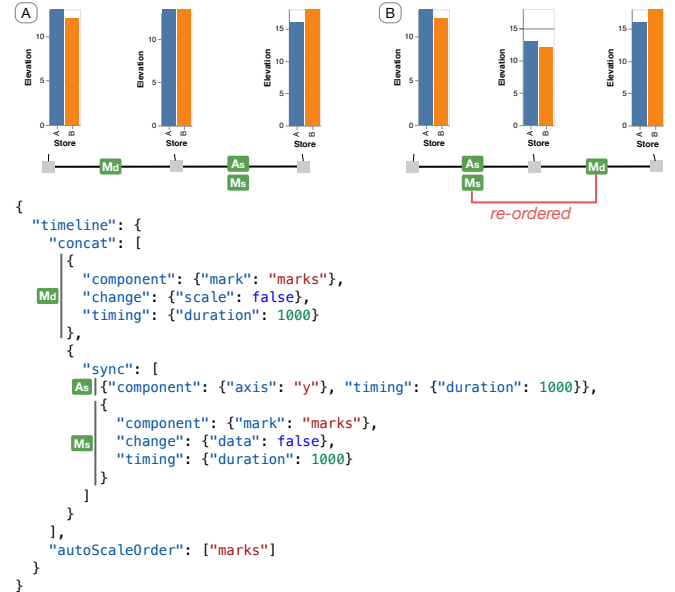 A
B
Elevation
10
5
0
A
B
Store
Elevation
10
5
0
A
B
Elevation
15
10
5
0
A
B
Store
Elevation
10
5
0
A
B
Store
Elevation
15
10
5
0
A
B
Elevation
15
10
5
0
A
B
Store
Md
As
Ms
As
Ms
Md
re-ordered
{
"timeline": {
"concat": [
{
"component": {"mark": "marks"},
Md "change": {"scale": false},
"timing": {"duration": 1000}
},
{
"sync": [
As {"component": {"axis": "y"}, "timing": {"duration": 1000}},
{
"component": {"mark": "marks"},
Ms "change": {"data": false},
"timing": {"duration": 1000}
}
]
}
],
"autoScaleOrder": ["marks"]
}
}